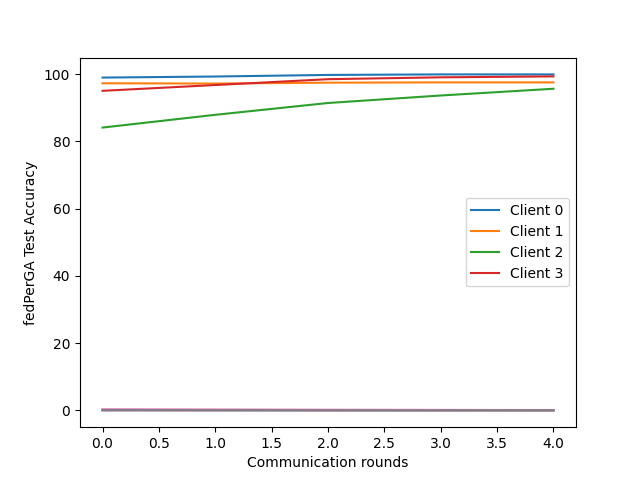 100
80
60
40
20
0
fedPerGA Test Accuracy
Client 0
Client 1
Client 2
Client 3
0.0 0.5 1.0 1.5 2.0 2.5 3.0 3.5 4.0
Communication rounds